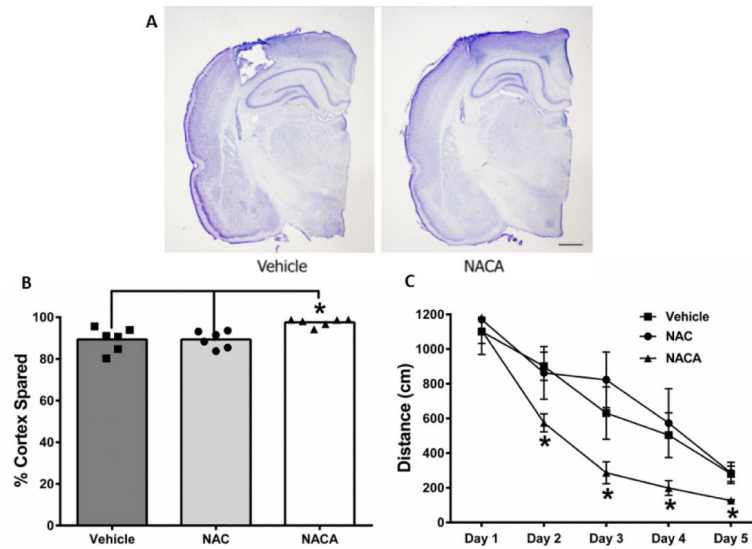 A
Vehicle
NACA
B
*
100
80
60
40
20
0
% Cortex Spared
Vehicle NAC NACA
C
1200
1000
800
600
400
200
0
Distance (cm)
Vehicle
NAC
NACA
* * * *
Day 1 Day 2 Day 3 Day 4 Day 5